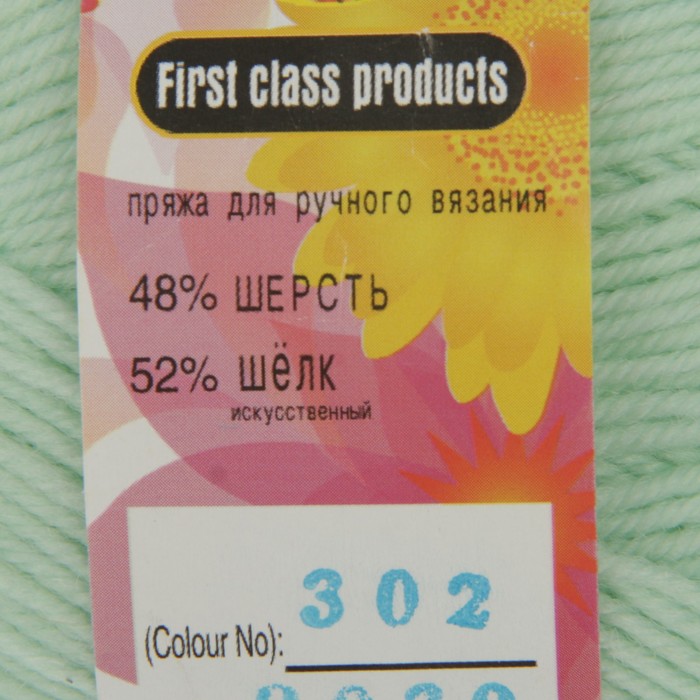 First class products
пряжа для ручного вязания
48% ШЕРСТЬ
52% шёлк
искусственный
302
(Colour No):